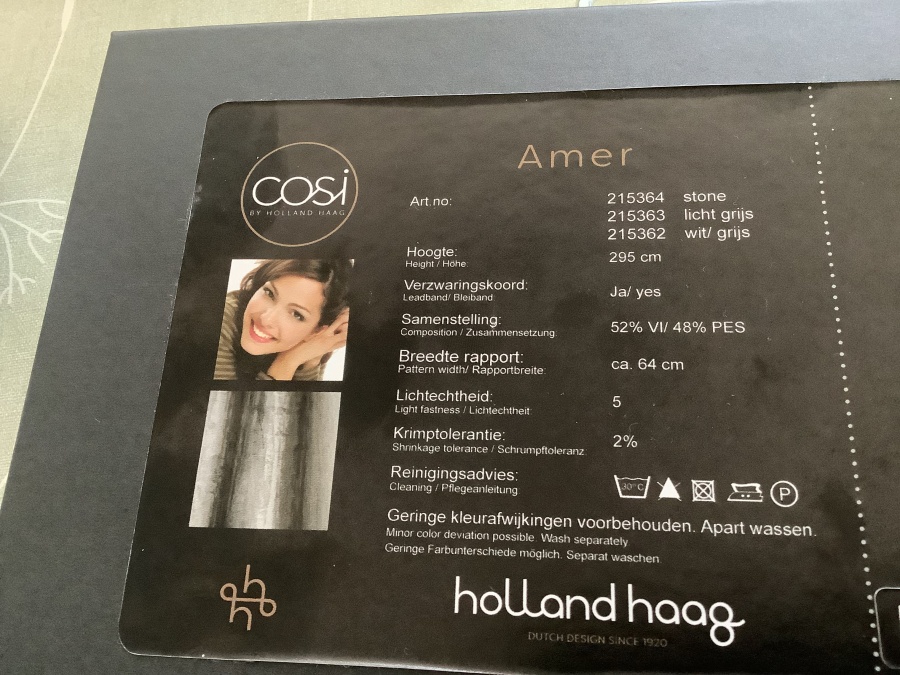 cosi
BY HOLLAND HAAG
Amer
Art.no: 215364 stone
215363 licht grijs
215362 wit/ grijs
Hoogte: 295 cm
Height / Höhe:
Verzwaringskoord: Ja/ yes
Leadband/ Bleiband:
Samenstelling: 52% VI/ 48% PES
Composition / Zusammensetzung:
Breedte rapport: ca. 64 cm
Pattern width/ Rapportbreite:
Lichtechtheid: 5
Light fastness / Lichtechtheit:
Krimptolerantie: 2%
Shrinkage tolerance / Schrumpftoleranz:
Reinigingsadvies: 30°C P
Cleaning / Pflegeanleitung:
Geringe kleurafwijkingen voorbehouden. Apart wassen.
Minor color deviation possible. Wash separately
Geringe Farbunterschiede möglich. Separat waschen
hh
holland haag
DUTCH DESIGN SINCE 1920